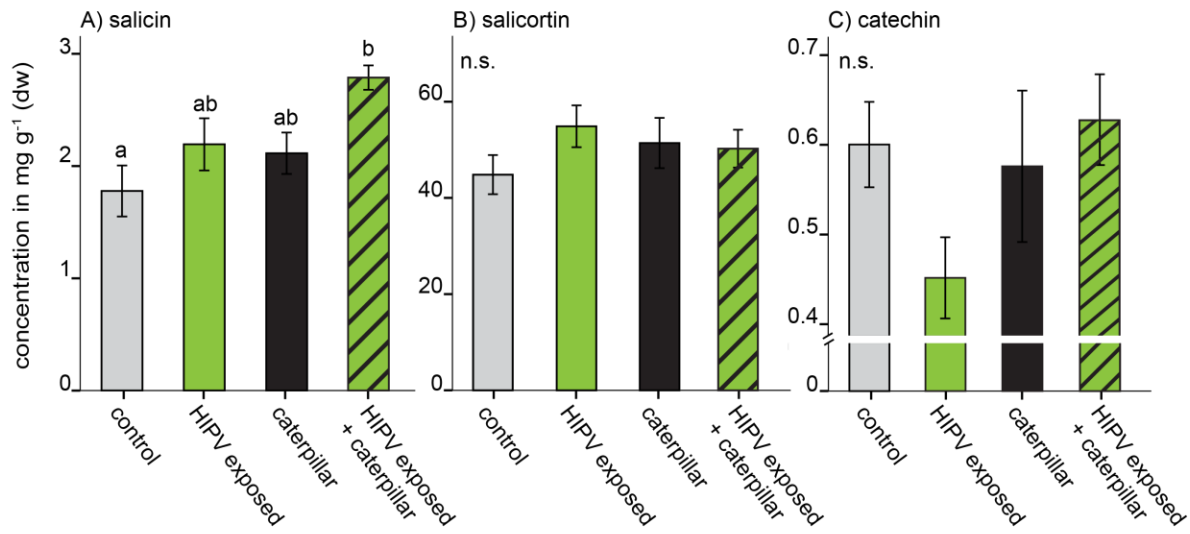 A) salicin
B) salicortin
C) catechin
concentration in mg g⁻¹ (dw)
3
2
1
0
a
ab
ab
b
control
HIPV exposed
caterpillar
HIPV exposed
+ caterpillar
n.s.
60
40
20
0
control
HIPV exposed
caterpillar
HIPV exposed
+ caterpillar
n.s.
0.7
0.6
0.5
0.4
0
control
HIPV exposed
caterpillar
HIPV exposed
+ caterpillar